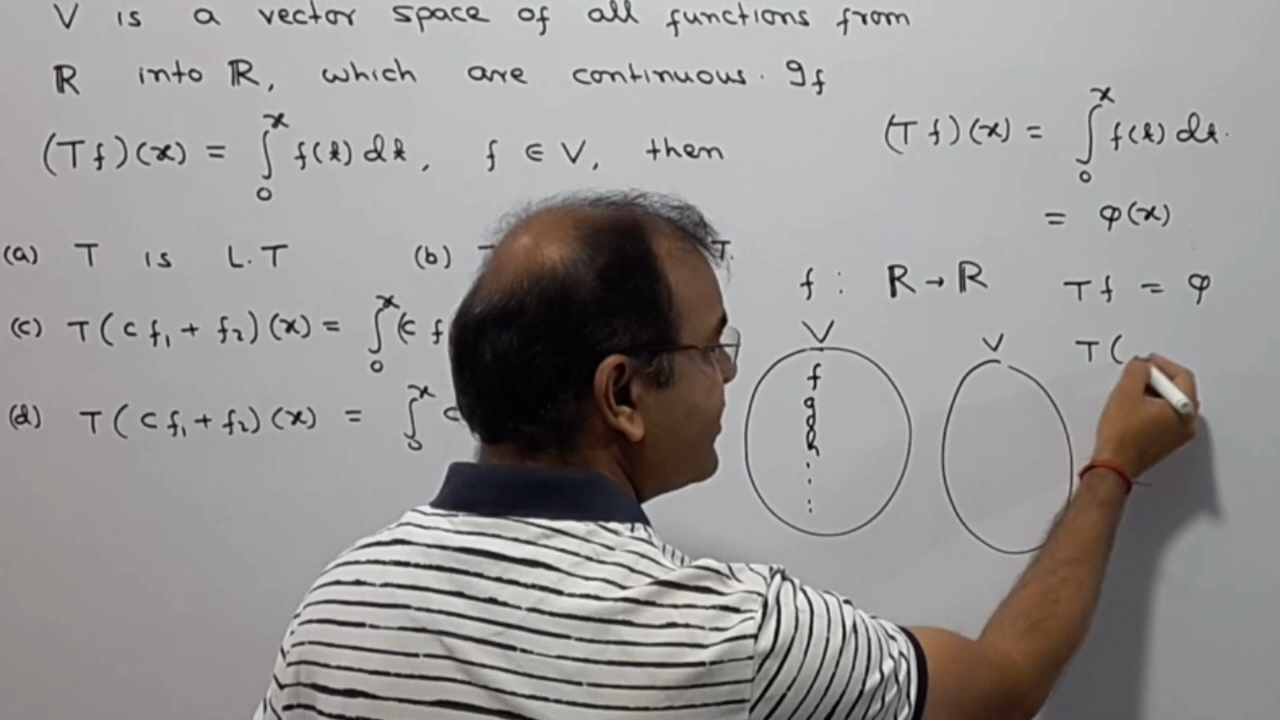 V is a vector space of all functions from
R into R, which are continuous. If
(Tf)(x) = ∫₀ˣ f(t) dt, f ∈ V, then
(a) T is L.T (b) T.
(c) T(cf₁ + f₂)(x) = ∫₀ˣ (c f
(d) T(cf₁ + f₂)(x) = ∫₀ˣ c
(Tf)(x) = ∫₀ˣ f(t) dt.
= φ(x)
f : R → R
Tf = φ
T(
V
f
g
h
V